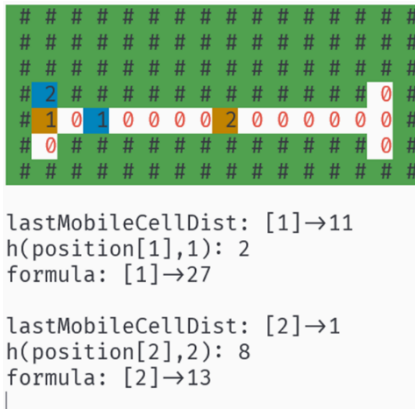 # # # # # # # # # # # # # # # #
# # # # # # # # # # # # # # # #
# # # # # # # # # # # # # # # #
# 2 # # # # # # # # # # # # 0 #
# 1 0 1 0 0 0 0 2 0 0 0 0 0 0 #
# 0 # # # # # # # # # # # # 0 #
# # # # # # # # # # # # # # # #
lastMobileCellDist: [1]→11
h(position[1],1): 2
formula: [1]→27
lastMobileCellDist: [2]→1
h(position[2],2): 8
formula: [2]→13